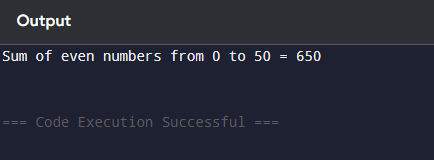 Output
Sum of even numbers from 0 to 50 = 650
=== Code Execution Successful ===